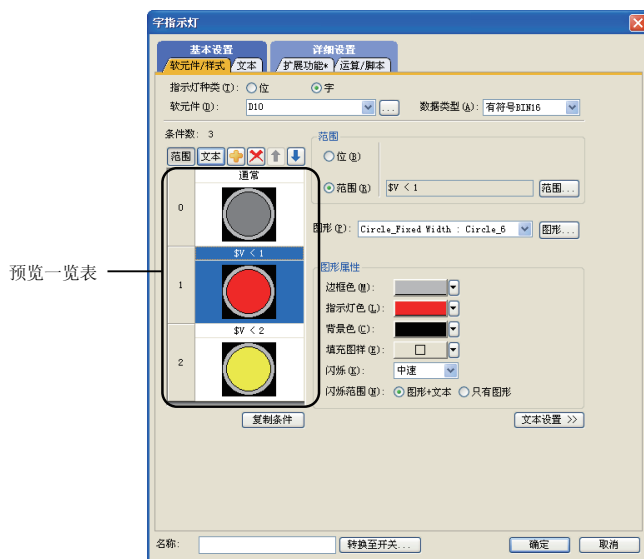 字指示灯
基本设置 详细设置
软元件/样式 文本 扩展功能* 运算/脚本
指示灯种类(T): 位 字
软元件(D): D10 ... 数据类型(A): 有符号BIN16
条件数: 3
范围 文本
范围
位(B)
范围(R) $V < 1 范围...
通常
0
图形(P): Circle_Fixed Width : Circle_6 图形...
$V < 1
1
预览一览表
图形属性
边框色(M):
指示灯色(L):
背景色(C):
填充图样(E):
闪烁(K): 中速
闪烁范围(N): 图形+文本 只有图形
$V < 2
2
复制条件 文本设置 >>
名称: 转换至开关... 确定 取消